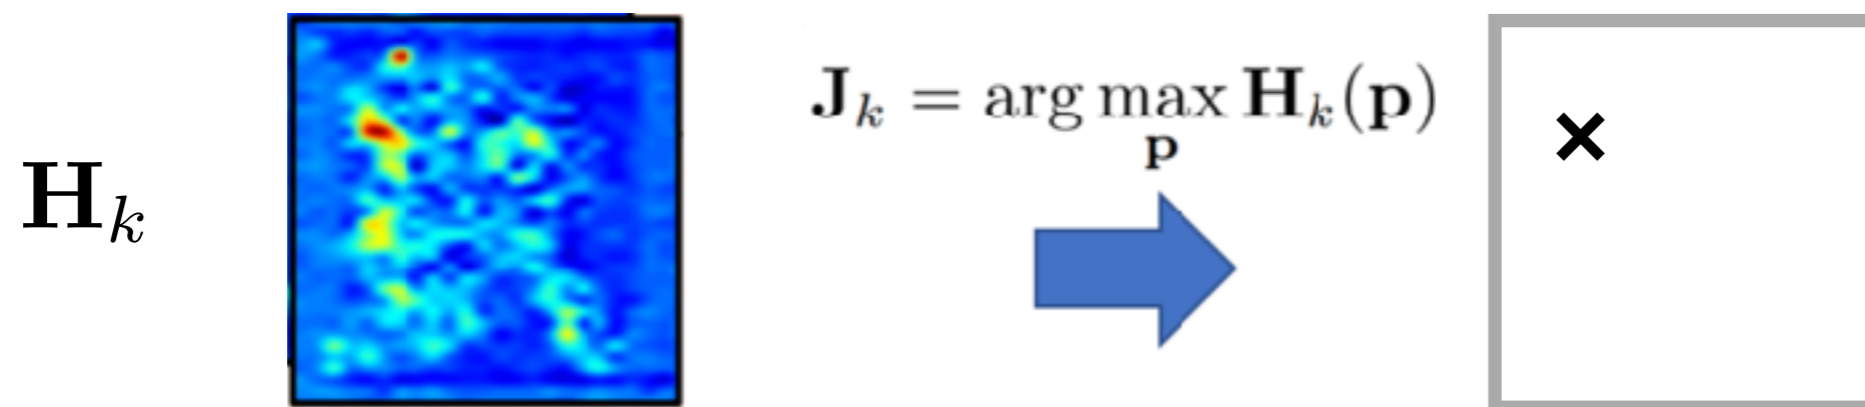 H_k
J_k = arg max_p H_k(p)